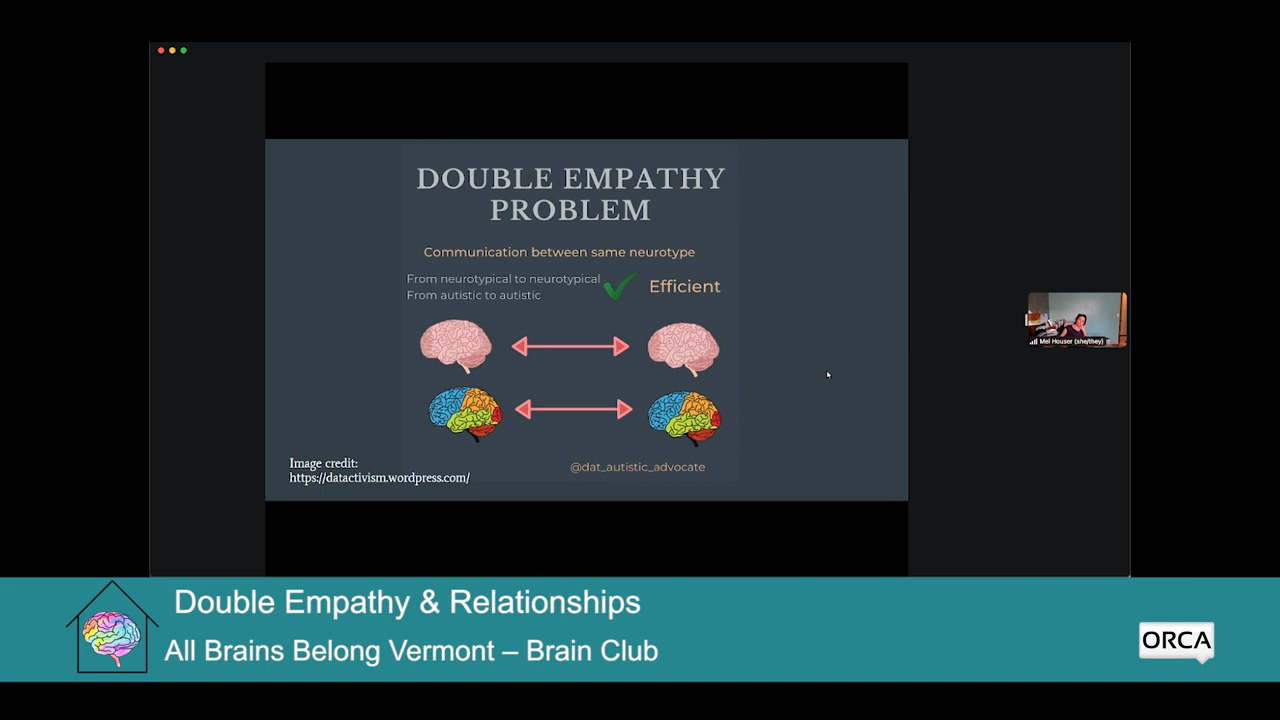 DOUBLE EMPATHY
PROBLEM
Communication between same neurotype
From neurotypical to neurotypical
From autistic to autistic
Efficient
Image credit:
https://datactivism.wordpress.com/
@dat_autistic_advocate
Mel Houser (she/they)
Double Empathy & Relationships
All Brains Belong Vermont – Brain Club
ORCA